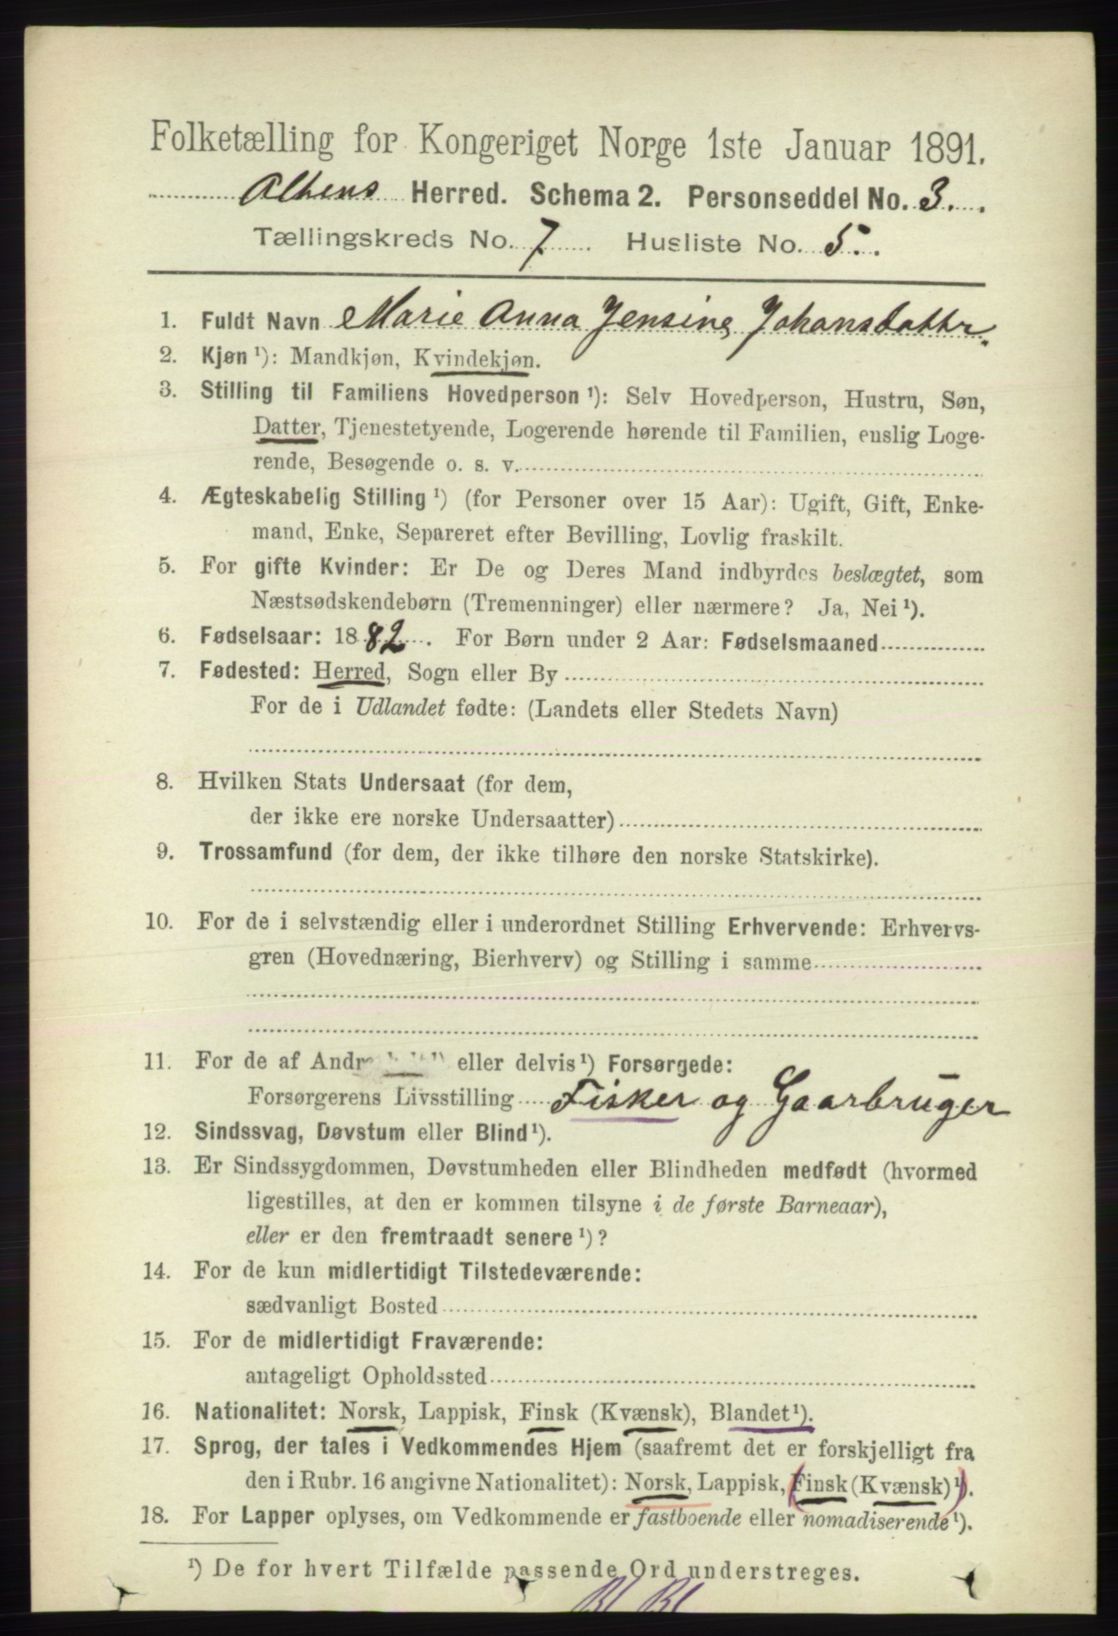 Folketælling for Kongeriget Norge 1ste Januar 1891.
Altens Herred. Schema 2. Personseddel No. 3.
Tællingskreds No. 7 Husliste No. 5.
1. Fuldt Navn Marie Anna Jensine Johansdattr.
2. Kjøn ¹): Mandkjøn, Kvindekjøn.
3. Stilling til Familiens Hovedperson ¹): Selv Hovedperson, Hustru, Søn,
Datter, Tjenestetyende, Logerende hørende til Familien, enslig Loge-
rende, Besøgende o. s. v.
4. Ægteskabelig Stilling ¹) (for Personer over 15 Aar): Ugift, Gift, Enke-
mand, Enke, Separeret efter Bevilling, Lovlig fraskilt.
5. For gifte Kvinder: Er De og Deres Mand indbyrdes beslægtet, som
Næstsødskendebørn (Tremenninger) eller nærmere? Ja, Nei ¹).
6. Fødselsaar: 1882. For Børn under 2 Aar: Fødselsmaaned
7. Fødested: Herred, Sogn eller By
For de i Udlandet fødte: (Landets eller Stedets Navn)
8. Hvilken Stats Undersaat (for dem,
der ikke ere norske Undersaatter)
9. Trossamfund (for dem, der ikke tilhøre den norske Statskirke).
10. For de i selvstændig eller i underordnet Stilling Erhvervende: Erhvervs-
gren (Hovednæring, Bierhverv) og Stilling i samme
11. For de af eller delvis ¹) Forsørgede:
Forsørgerens Livsstilling Fisker og Gaarbruger
12. Sindssvag, Døvstum eller Blind ¹).
13. Er Sindssygdommen, Døvstumheden eller Blindheden medfødt (hvormed
ligestilles, at den er kommen tilsyne i de første Barneaar),
eller er den fremtraadt senere ¹)?
14. For de kun midlertidigt Tilstedeværende:
sædvanligt Bosted
15. For de midlertidigt Fraværende:
antageligt Opholdssted
16. Nationalitet: Norsk, Lappisk, Finsk (Kvænsk), Blandet ¹).
17. Sprog, der tales i Vedkommendes Hjem (saafremt det er forskjelligt fra
den i Rubr. 16 angivne Nationalitet): Norsk, Lappisk, Finsk (Kvænsk) ¹).
18. For Lapper oplyses, om Vedkommende er fastboende eller nomadiserende ¹).
¹) De for hvert Tilfælde passende Ord understreges.
Bl Bl